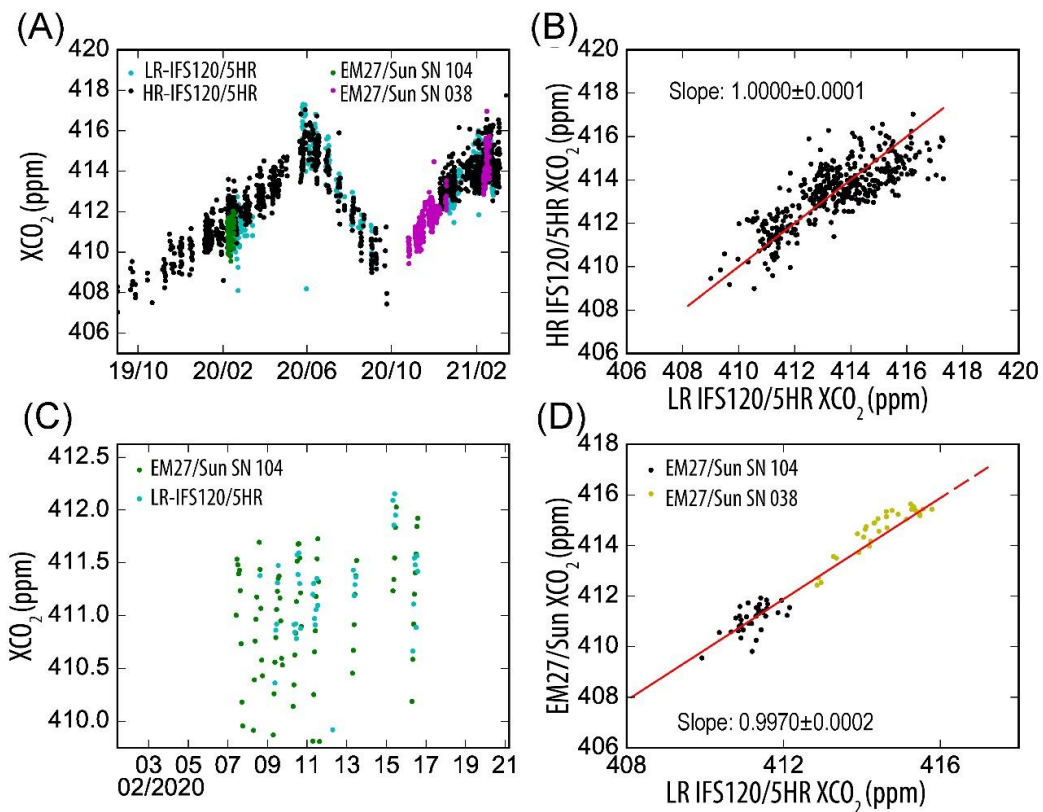 (A)
420
418
416
414
412
410
408
406
XCO₂ (ppm)
LR-IFS120/5HR
HR-IFS120/5HR
EM27/Sun SN 104
EM27/Sun SN 038
19/10 20/02 20/06 20/10 21/02
(B)
420
418
416
414
412
410
408
406
HR IFS120/5HR XCO₂ (ppm)
Slope: 1.0000±0.0001
406 408 410 412 414 416 418 420
LR IFS120/5HR XCO₂ (ppm)
(C)
412.5
412.0
411.5
411.0
410.5
410.0
XCO₂ (ppm)
EM27/Sun SN 104
LR-IFS120/5HR
03 05 07 09 11 13 15 17 19 21
02/2020
(D)
418
416
414
412
410
408
406
EM27/Sun XCO₂ (ppm)
EM27/Sun SN 104
EM27/Sun SN 038
Slope: 0.9970±0.0002
408 412 416
LR IFS120/5HR XCO₂ (ppm)